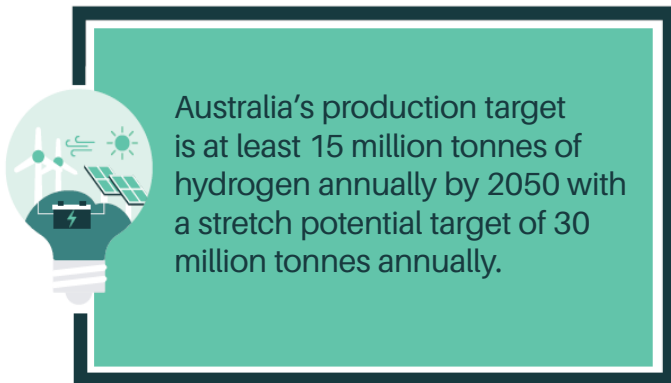 Australia’s production target
is at least 15 million tonnes of
hydrogen annually by 2050 with
a stretch potential target of 30
million tonnes annually.